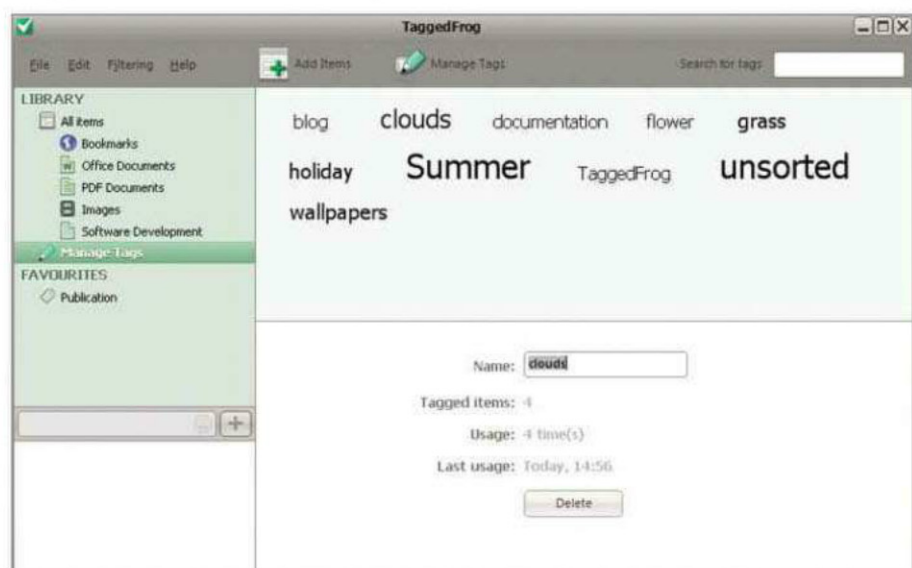 TaggedFrog
File Edit Filtering Help
Add Items
Manage Tags
Search for tags
LIBRARY
All items
Bookmarks
Office Documents
PDF Documents
Images
Software Development
Manage Tags
FAVOURITES
Publication
blog clouds documentation flower grass
holiday Summer TaggedFrog unsorted
wallpapers
Name: clouds
Tagged items: 4
Usage: 4 time(s)
Last usage: Today, 14:56
Delete